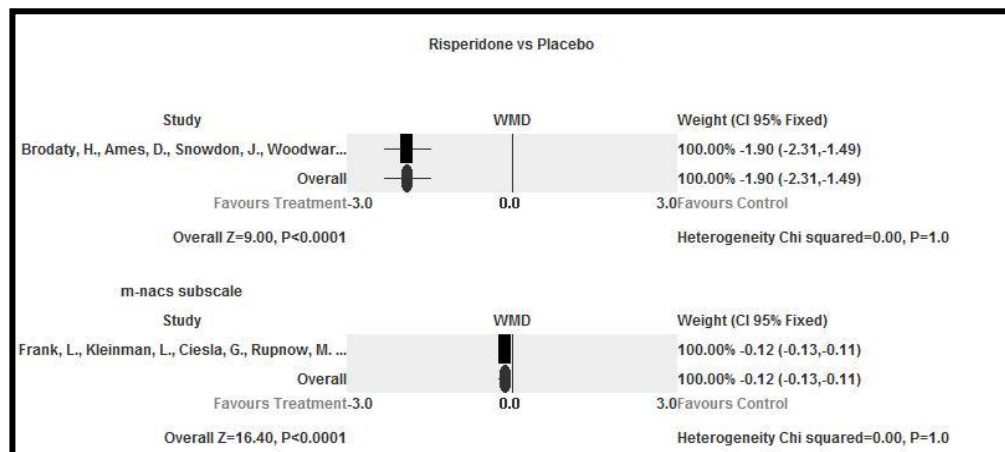 Risperidone vs Placebo
Study WMD Weight (CI 95% Fixed)
Brodaty, H., Ames, D., Snowdon, J., Woodwar... 100.00% -1.90 (-2.31,-1.49)
Overall 100.00% -1.90 (-2.31,-1.49)
Favours Treatment -3.0 0.0 3.0 Favours Control
Overall Z=9.00, P<0.0001 Heterogeneity Chi squared=0.00, P=1.0
m-nacs subscale
Study WMD Weight (CI 95% Fixed)
Frank, L., Kleinman, L., Ciesla, G., Rupnow, M. ... 100.00% -0.12 (-0.13,-0.11)
Overall 100.00% -0.12 (-0.13,-0.11)
Favours Treatment -3.0 0.0 3.0 Favours Control
Overall Z=16.40, P<0.0001 Heterogeneity Chi squared=0.00, P=1.0